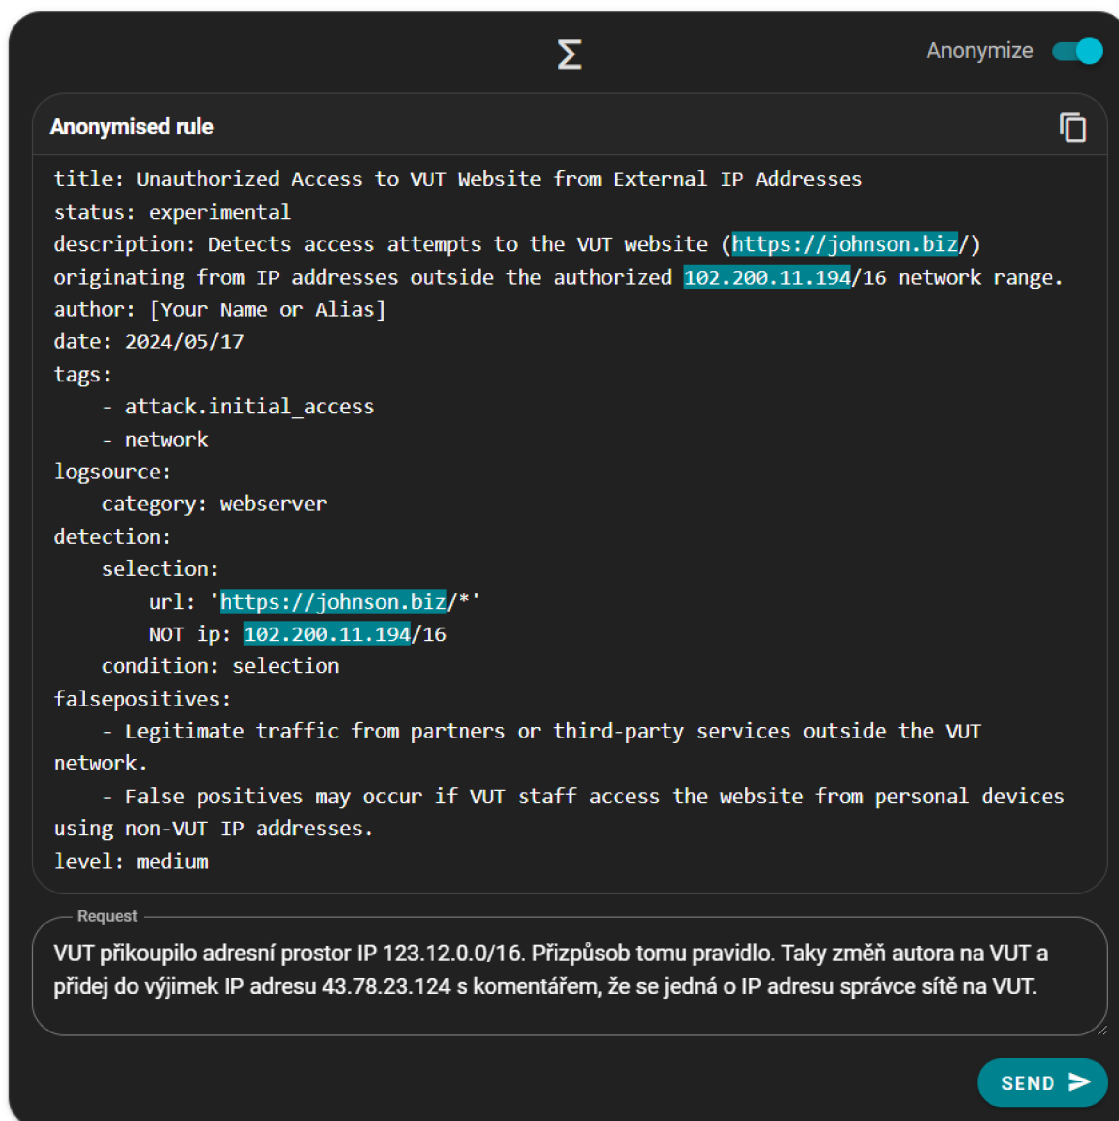 Σ
Anonymize
Anonymised rule
title: Unauthorized Access to VUT Website from External IP Addresses
status: experimental
description: Detects access attempts to the VUT website (https://johnson.biz/)
originating from IP addresses outside the authorized 102.200.11.194/16 network range.
author: [Your Name or Alias]
date: 2024/05/17
tags:
    - attack.initial_access
    - network
logsource:
    category: webserver
detection:
    selection:
        url: 'https://johnson.biz/*'
        NOT ip: 102.200.11.194/16
    condition: selection
falsepositives:
    - Legitimate traffic from partners or third-party services outside the VUT
network.
    - False positives may occur if VUT staff access the website from personal devices
using non-VUT IP addresses.
level: medium
Request
VUT přikoupilo adresní prostor IP 123.12.0.0/16. Přizpůsob tomu pravidlo. Taky změň autora na VUT a
přidej do výjimek IP adresu 43.78.23.124 s komentářem, že se jedná o IP adresu správce sítě na VUT.
SEND